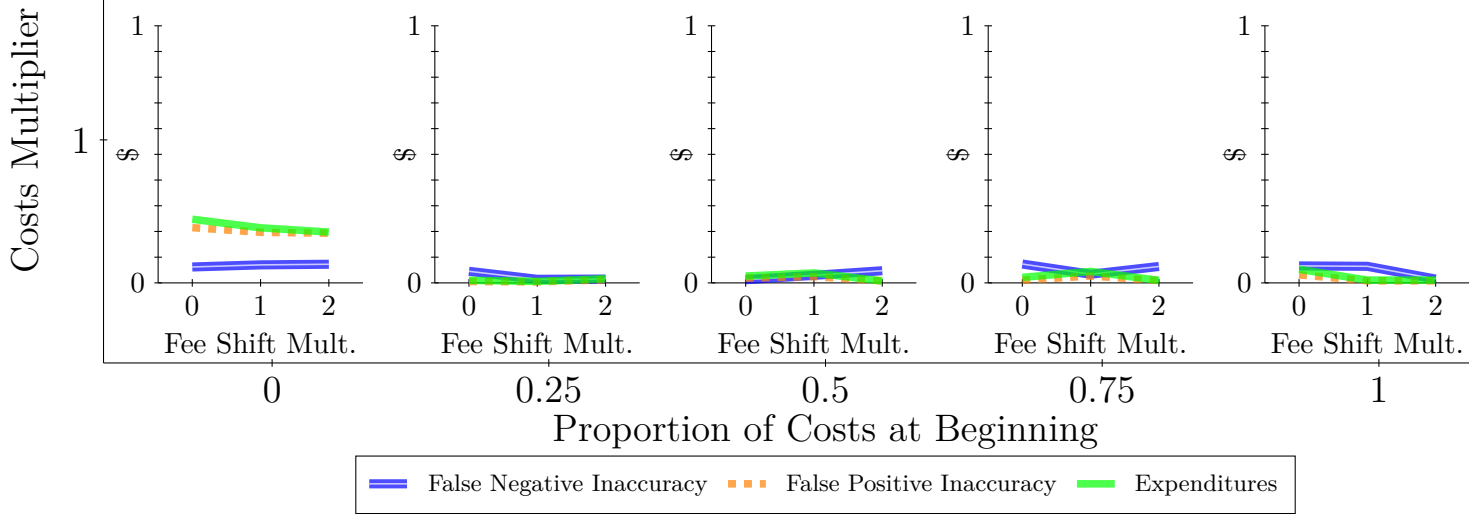 Costs Multiplier
1
1 1 1 1 1
$ $ $ $ $
0 0 0 0 0
0 1 2 0 1 2 0 1 2 0 1 2 0 1 2
Fee Shift Mult. Fee Shift Mult. Fee Shift Mult. Fee Shift Mult. Fee Shift Mult.
0 0.25 0.5 0.75 1
Proportion of Costs at Beginning
False Negative Inaccuracy False Positive Inaccuracy Expenditures